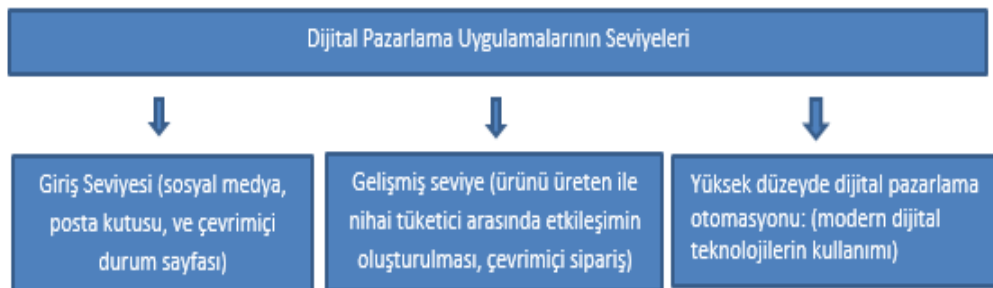 Dijital Pazarlama Uygulamalarının Seviyeleri
Giriş Seviyesi (sosyal medya,
posta kutusu, ve çevrimiçi
durum sayfası)
Gelişmiş seviye (ürünü üreten ile
nihai tüketici arasında etkileşimin
oluşturulması, çevrimiçi sipariş)
Yüksek düzeyde dijital pazarlama
otomasyonu: (modern dijital
teknolojilerin kullanımı)